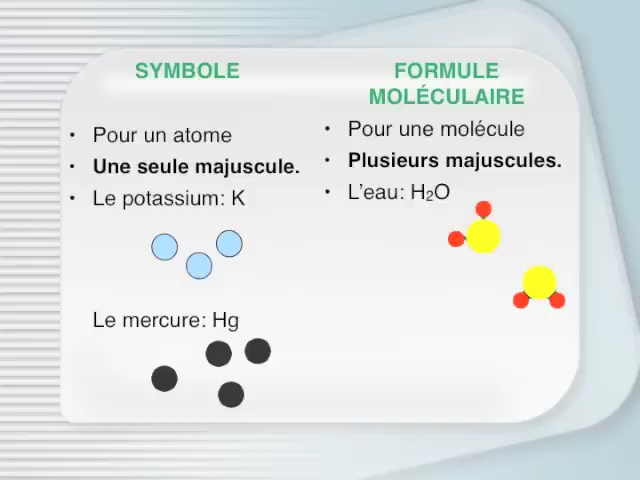 SYMBOLE
• Pour un atome
• Une seule majuscule.
• Le potassium: K
Le mercure: Hg
FORMULE
MOLÉCULAIRE
• Pour une molécule
• Plusieurs majuscules.
• L'eau: H₂O